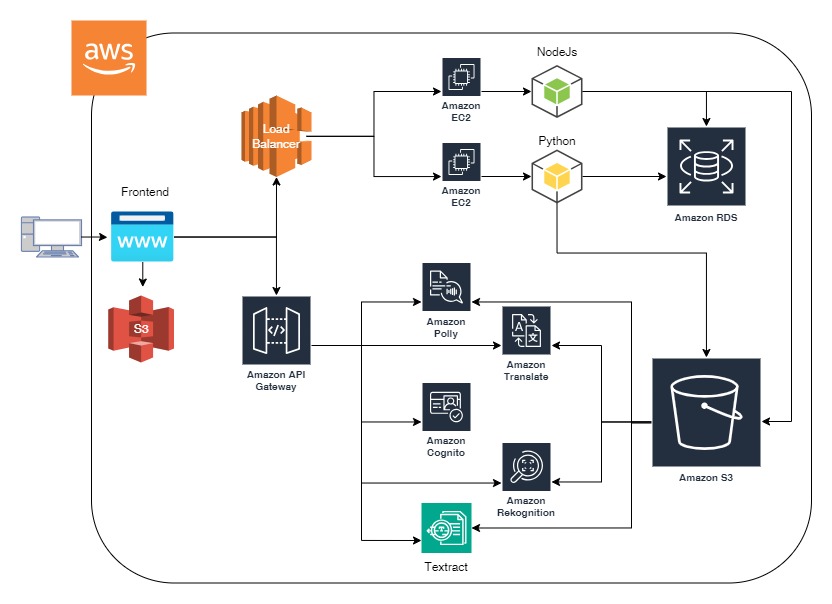 aws
NodeJs
Load
Balancer
Amazon
EC2
Python
Amazon
EC2
Frontend
WWW
Amazon RDS
S3
</>
Amazon
Polly
Amazon API
Gateway
A
文
Amazon
Translate
Amazon
Cognito
Amazon S3
Amazon
Rekognition
Textract